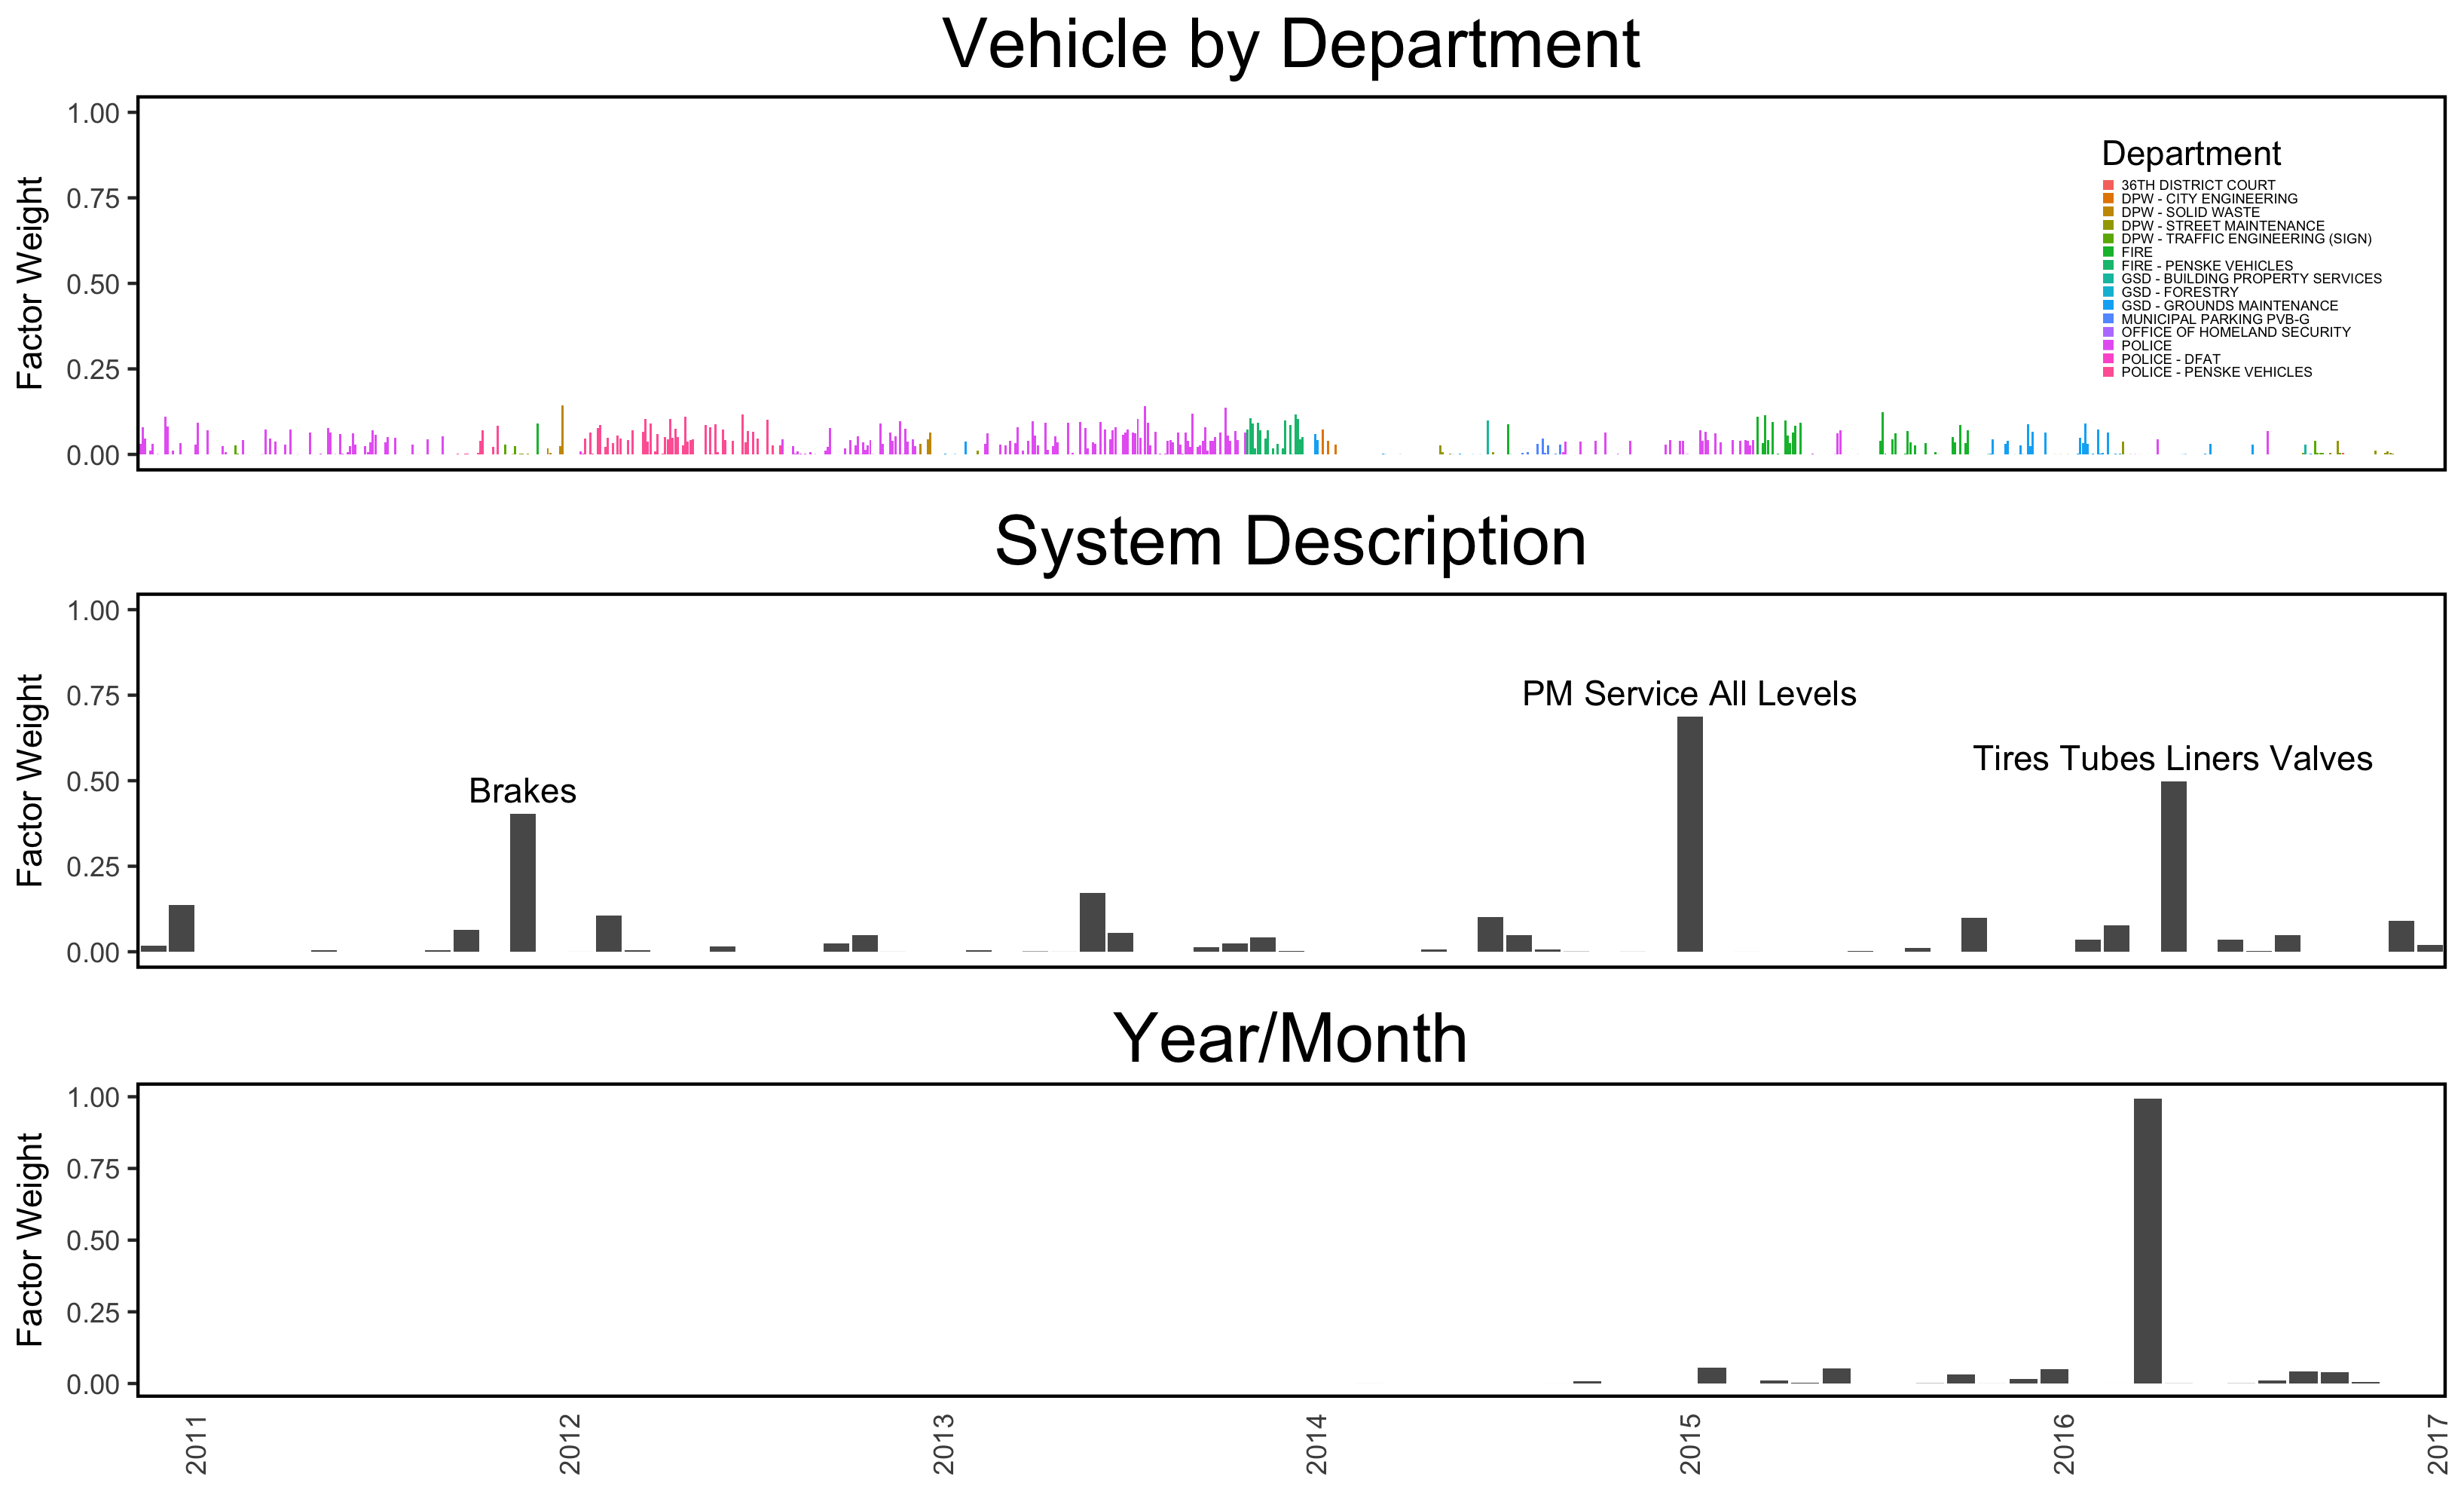 Vehicle by Department
Factor Weight
1.00
0.75
0.50
0.25
0.00
Department
36TH DISTRICT COURT
DPW - CITY ENGINEERING
DPW - SOLID WASTE
DPW - STREET MAINTENANCE
DPW - TRAFFIC ENGINEERING (SIGN)
FIRE
FIRE - PENSKE VEHICLES
GSD - BUILDING PROPERTY SERVICES
GSD - FORESTRY
GSD - GROUNDS MAINTENANCE
MUNICIPAL PARKING PVB-G
OFFICE OF HOMELAND SECURITY
POLICE
POLICE - DFAT
POLICE - PENSKE VEHICLES
System Description
Factor Weight
1.00
0.75
0.50
0.25
0.00
PM Service All Levels
Tires Tubes Liners Valves
Brakes
Year/Month
Factor Weight
1.00
0.75
0.50
0.25
0.00
2011
2012
2013
2014
2015
2016
2017